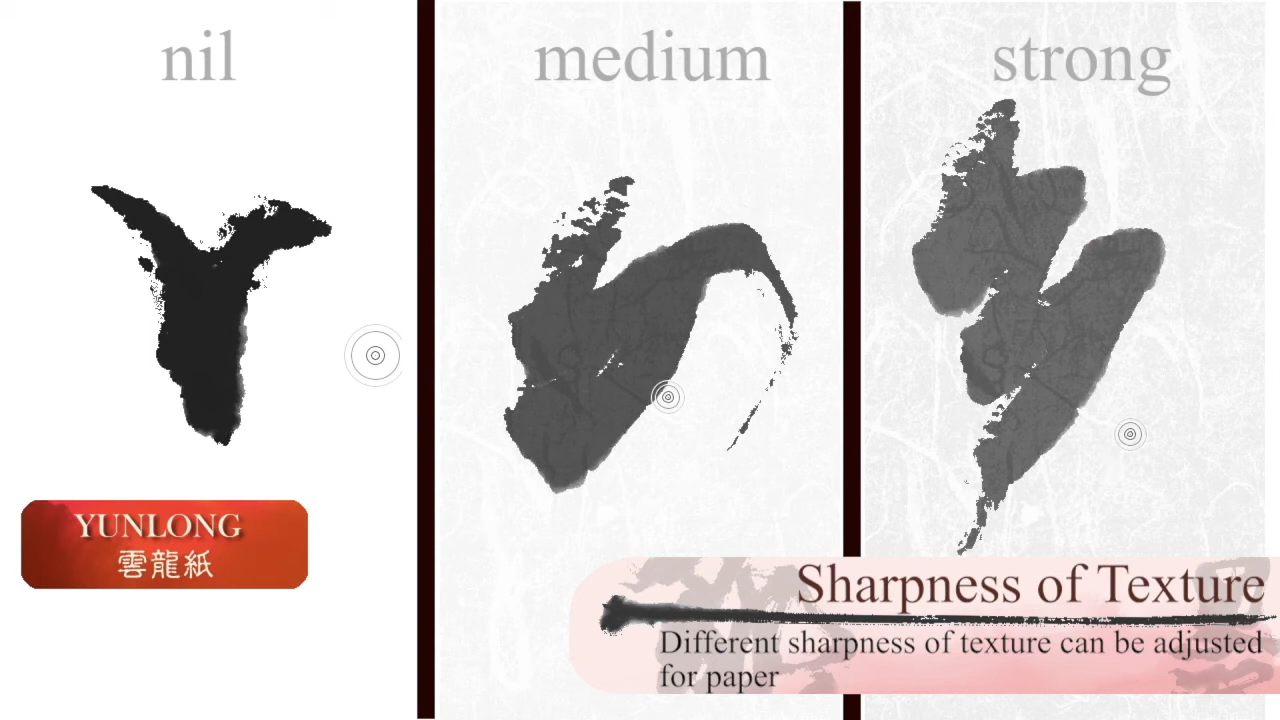 nil
medium
strong
YUNLONG
雲龍紙
Sharpness of Texture
Different sharpness of texture can be adjusted
for paper